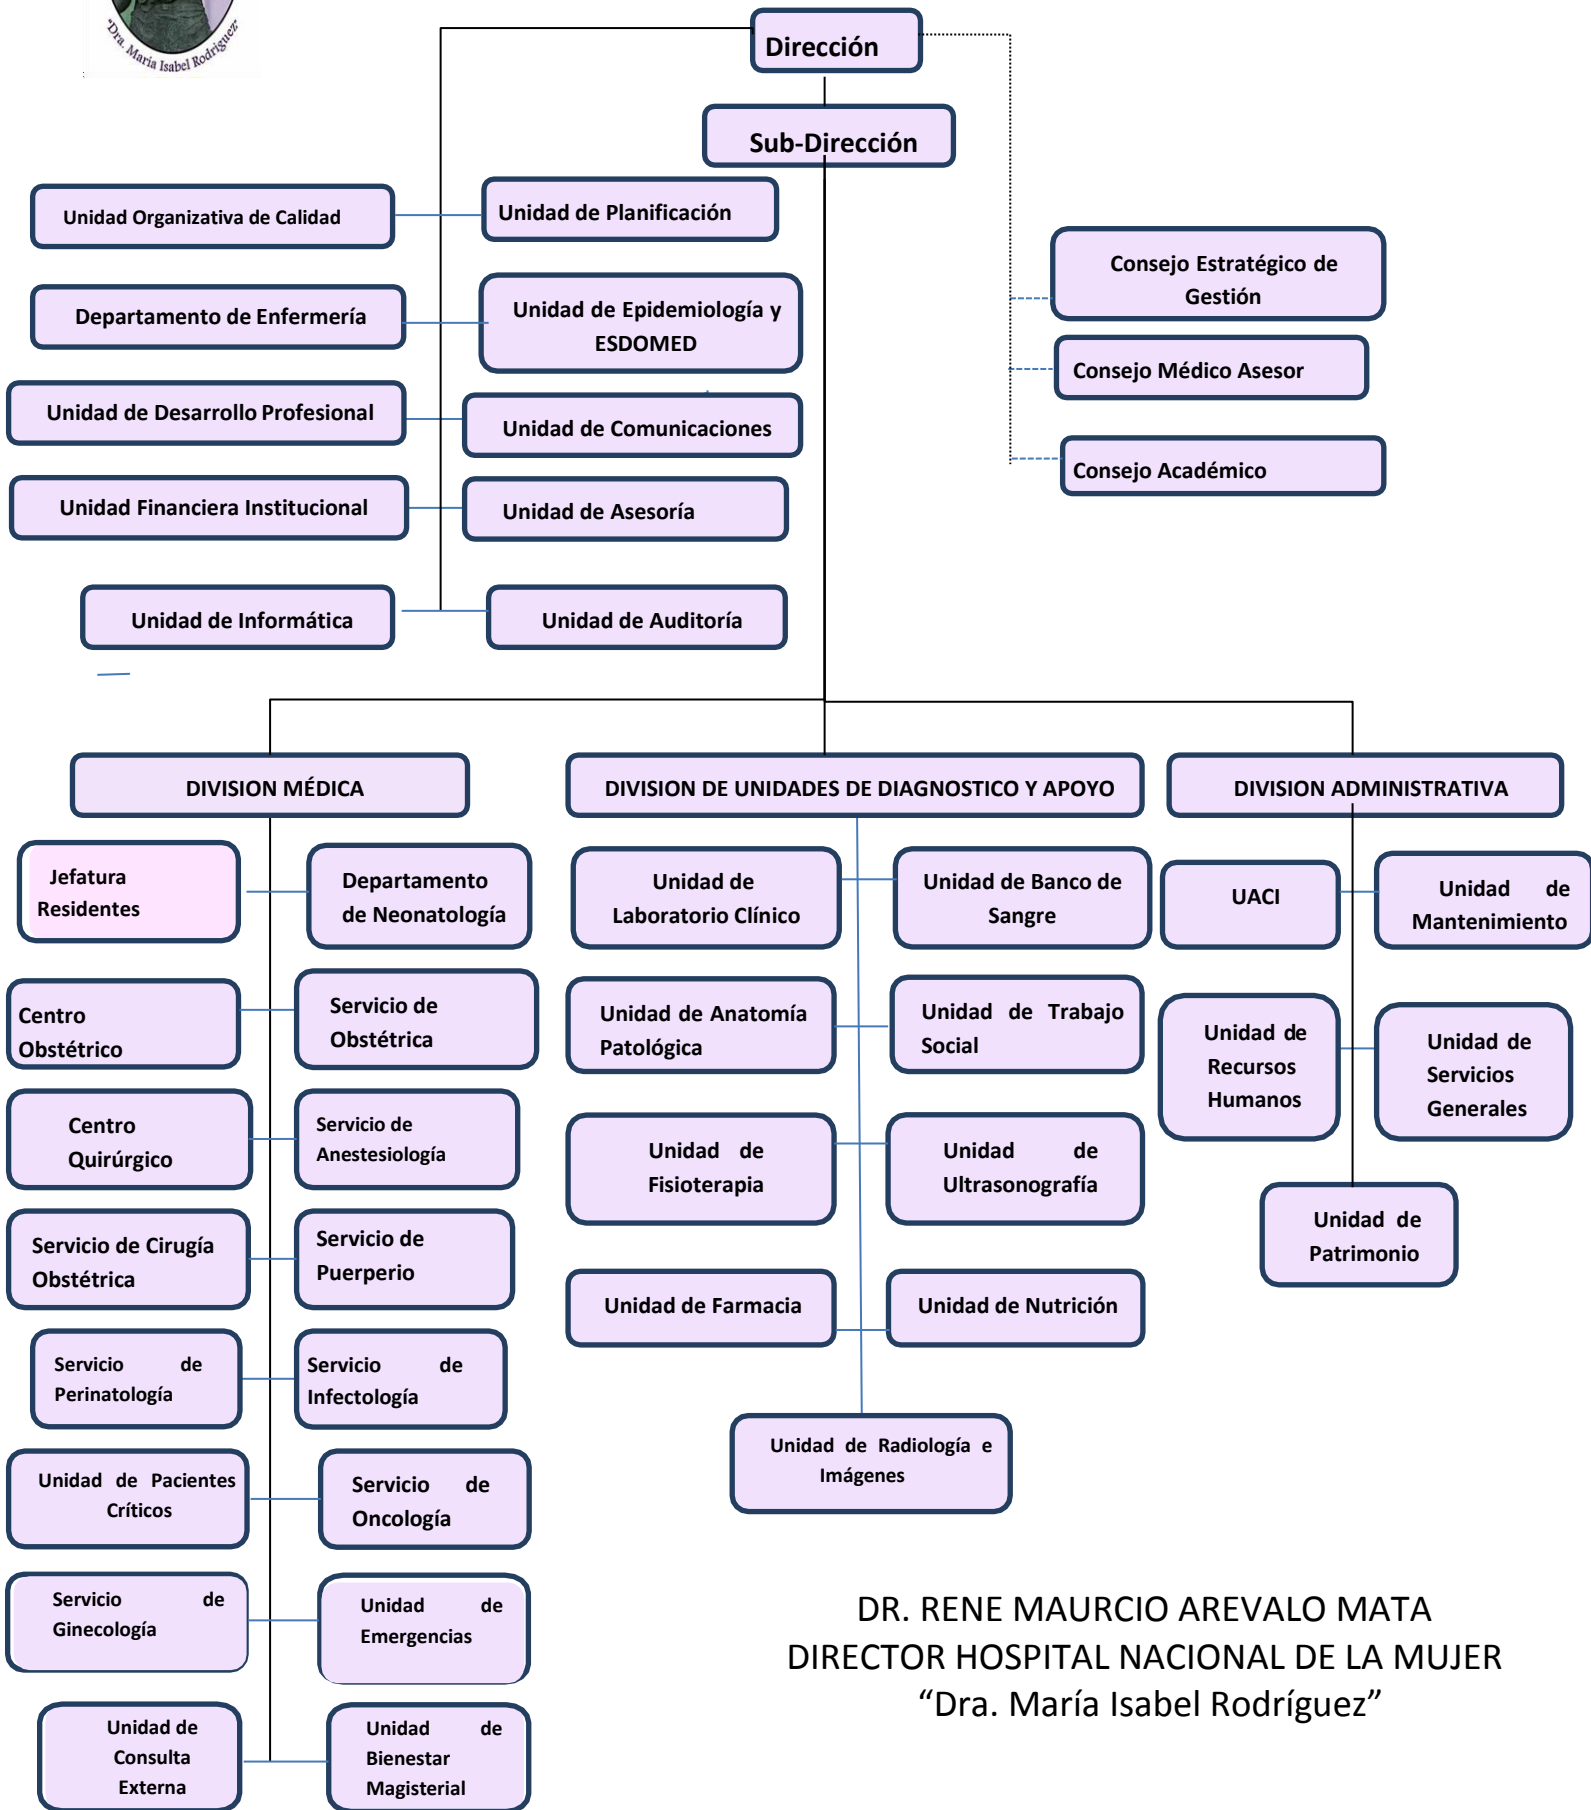 "Dra. María Isabel Rodríguez"
Dirección
Sub-Dirección
Unidad Organizativa de Calidad
Unidad de Planificación
Consejo Estratégico de
Gestión
Departamento de Enfermería
Unidad de Epidemiología y
ESDOMED
Consejo Médico Asesor
Unidad de Desarrollo Profesional
Unidad de Comunicaciones
Consejo Académico
Unidad Financiera Institucional
Unidad de Asesoría
Unidad de Informática
Unidad de Auditoría
DIVISION MÉDICA
DIVISION DE UNIDADES DE DIAGNOSTICO Y APOYO
DIVISION ADMINISTRATIVA
Jefatura
Residentes
Departamento
de Neonatología
Centro
Obstétrico
Servicio de
Obstétrica
Centro
Quirúrgico
Servicio de
Anestesiología
Servicio de Cirugía
Obstétrica
Servicio de
Puerperio
Servicio de
Perinatología
Servicio de
Infectología
Unidad de Pacientes
Críticos
Servicio de
Oncología
Servicio de
Ginecología
Unidad de
Emergencias
Unidad de
Consulta
Externa
Unidad de
Bienestar
Magisterial
Unidad de
Laboratorio Clínico
Unidad de Banco de
Sangre
Unidad de Anatomía
Patológica
Unidad de Trabajo
Social
Unidad de
Fisioterapia
Unidad de
Ultrasonografía
Unidad de Farmacia
Unidad de Nutrición
Unidad de Radiología e
Imágenes
UACI
Unidad de
Mantenimiento
Unidad de
Recursos
Humanos
Unidad de
Servicios
Generales
Unidad de
Patrimonio
DR. RENE MAURCIO AREVALO MATA
DIRECTOR HOSPITAL NACIONAL DE LA MUJER
“Dra. María Isabel Rodríguez”